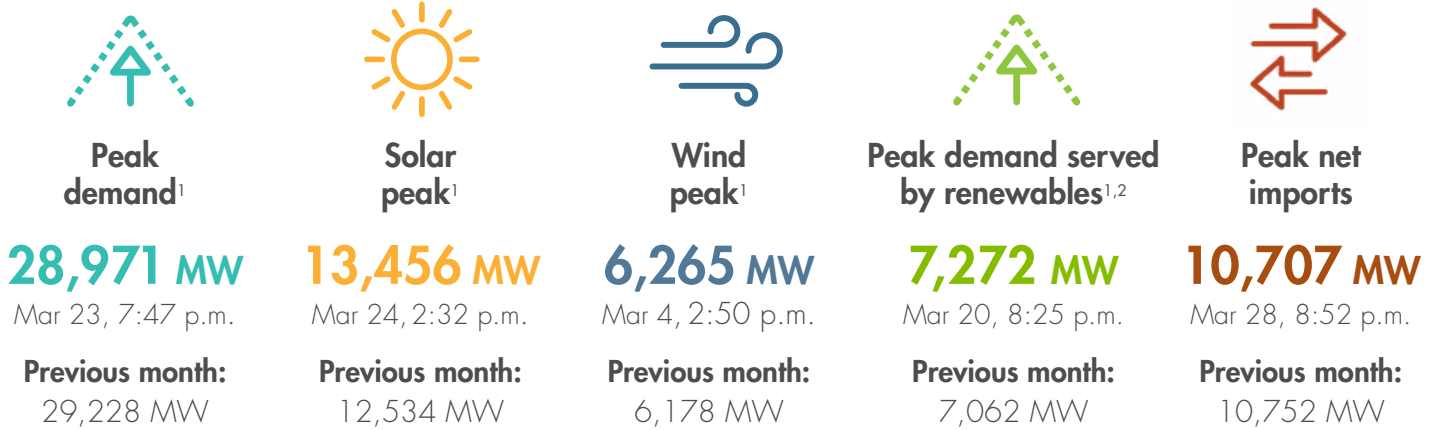 Peak
demand¹
28,971 MW
Mar 23, 7:47 p.m.
Previous month:
29,228 MW
Solar
peak¹
13,456 MW
Mar 24, 2:32 p.m.
Previous month:
12,534 MW
Wind
peak¹
6,265 MW
Mar 4, 2:50 p.m.
Previous month:
6,178 MW
Peak demand served
by renewables¹,²
7,272 MW
Mar 20, 8:25 p.m.
Previous month:
7,062 MW
Peak net
imports
10,707 MW
Mar 28, 8:52 p.m.
Previous month:
10,752 MW